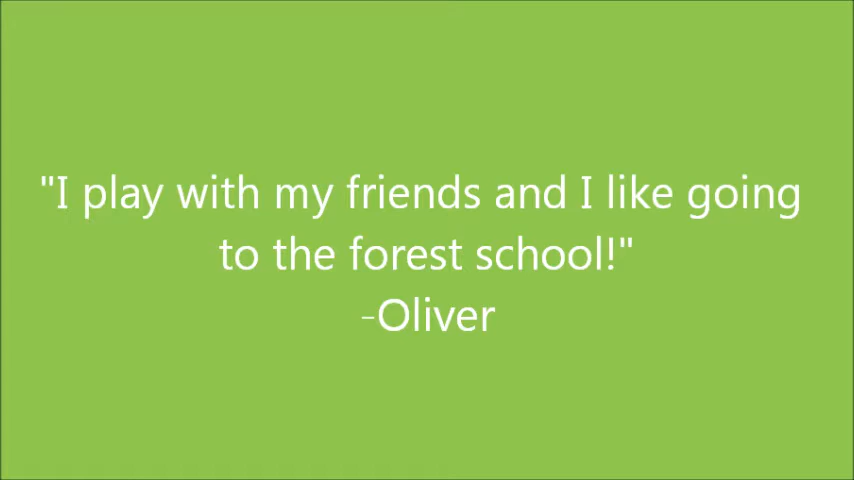 "I play with my friends and I like going
to the forest school!"
-Oliver